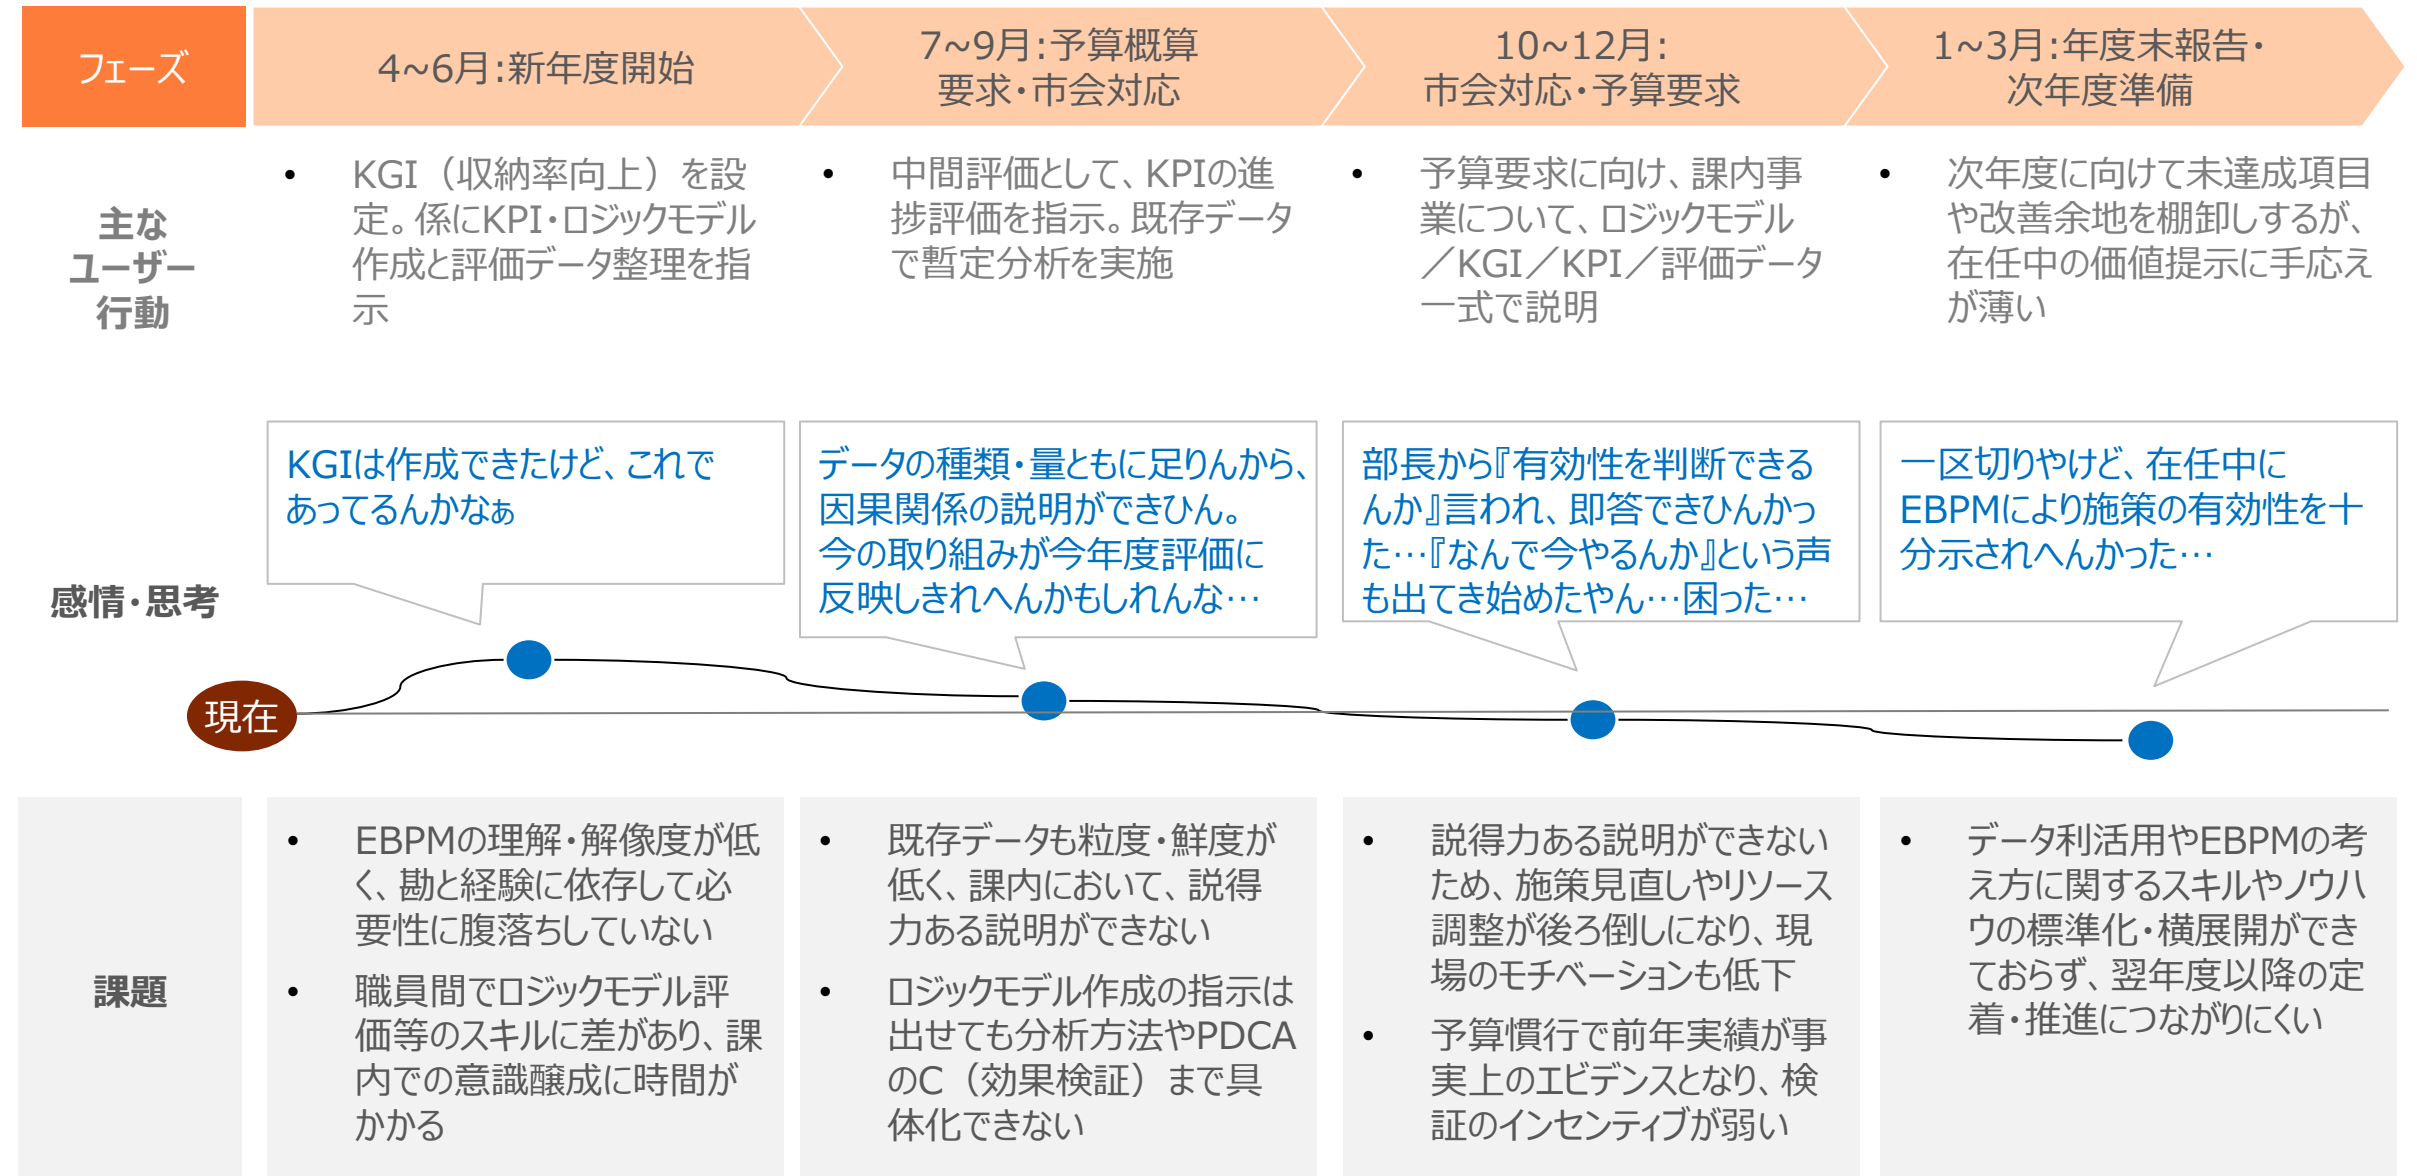 フェーズ
4~6月:新年度開始
7~9月:予算概算
要求・市会対応
10~12月:
市会対応・予算要求
1~3月:年度末報告・
次年度準備
主な
ユーザー
行動
• KGI（収納率向上）を設
定。係にKPI・ロジックモデル
作成と評価データ整理を指
示
• 中間評価として、KPIの進
捗評価を指示。既存データ
で暫定分析を実施
• 予算要求に向け、課内事
業について、ロジックモデル
／KGI／KPI／評価データ
一式で説明
• 次年度に向けて未達成項目
や改善余地を棚卸しするが、
在任中の価値提示に手応え
が薄い
感情・思考
KGIは作成できたけど、これで
あってるんかなぁ
データの種類・量ともに足りんから、
因果関係の説明ができひん。
今の取り組みが今年度評価に
反映しきれへんかもしれんな…
部長から『有効性を判断できる
んか』言われ、即答できひんかっ
た…『なんで今やるんか』という声
も出てき始めたやん…困った…
一区切りやけど、在任中に
EBPMにより施策の有効性を十
分示されへんかった…
現在
課題
• EBPMの理解・解像度が低
く、勘と経験に依存して必
要性に腹落ちしていない
• 職員間でロジックモデル評
価等のスキルに差があり、課
内での意識醸成に時間が
かかる
• 既存データも粒度・鮮度が
低く、課内において、説得
力ある説明ができない
• ロジックモデル作成の指示は
出せても分析方法やPDCA
のC（効果検証）まで具
体化できない
• 説得力ある説明ができない
ため、施策見直しやリソース
調整が後ろ倒しになり、現
場のモチベーションも低下
• 予算慣行で前年実績が事
実上のエビデンスとなり、検
証のインセンティブが弱い
• データ利活用やEBPMの考
え方に関するスキルやノウハ
ウの標準化・横展開ができ
ておらず、翌年度以降の定
着・推進につながりにくい